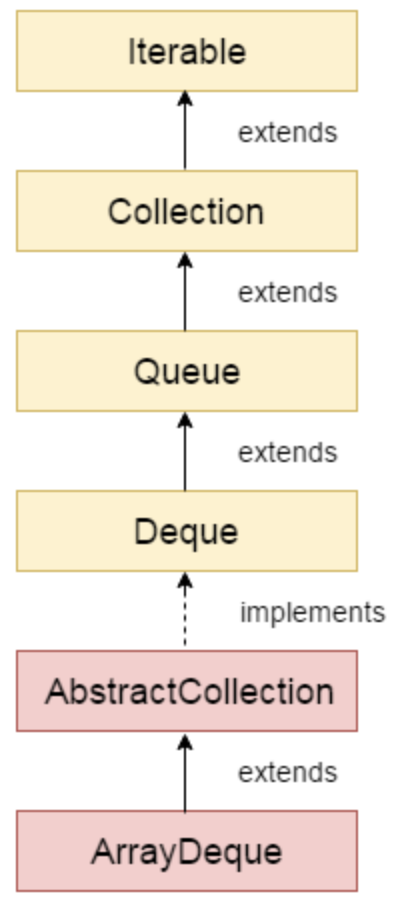 Iterable
extends
Collection
extends
Queue
extends
Deque
implements
AbstractCollection
extends
ArrayDeque